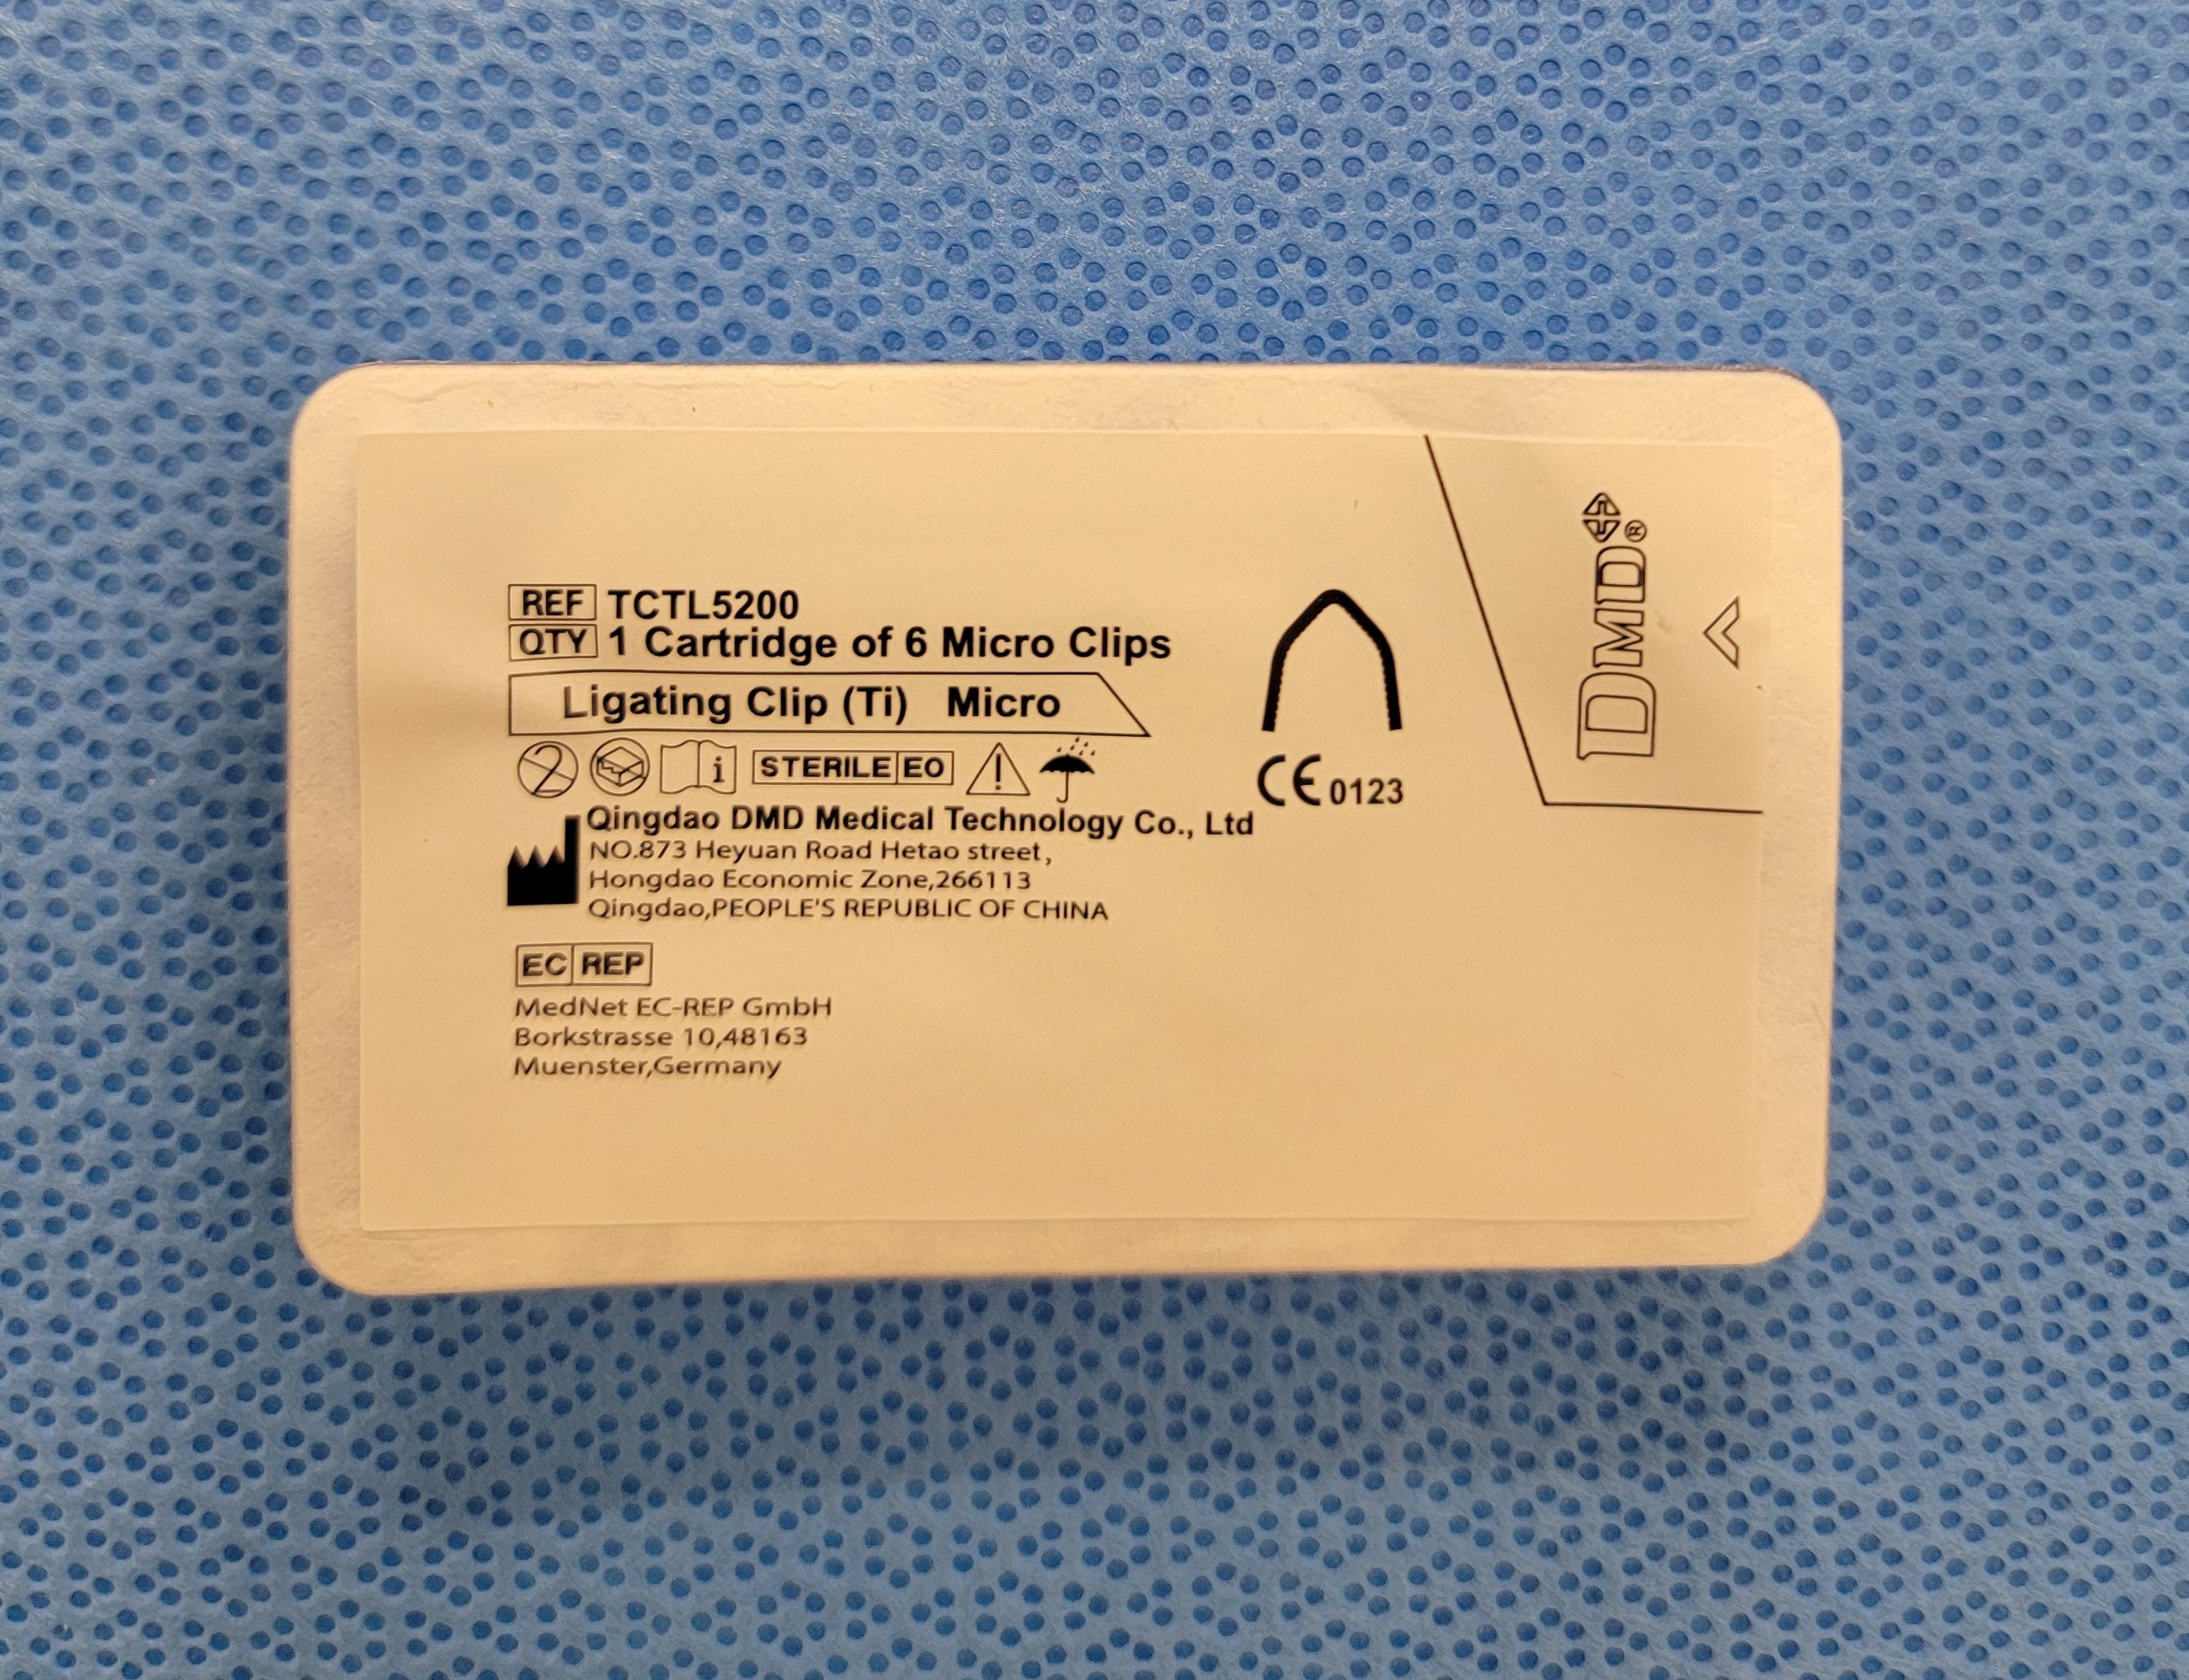 REF TCTL5200
QTY 1 Cartridge of 6 Micro Clips
Ligating Clip (Ti) Micro
2 i STERILE EO !
CE 0123
Qingdao DMD Medical Technology Co., Ltd
NO.873 Heyuan Road Hetao street,
Hongdao Economic Zone,266113
Qingdao,PEOPLE'S REPUBLIC OF CHINA
EC REP
MedNet EC-REP GmbH
Borkstrasse 10,48163
Muenster,Germany
DMD®